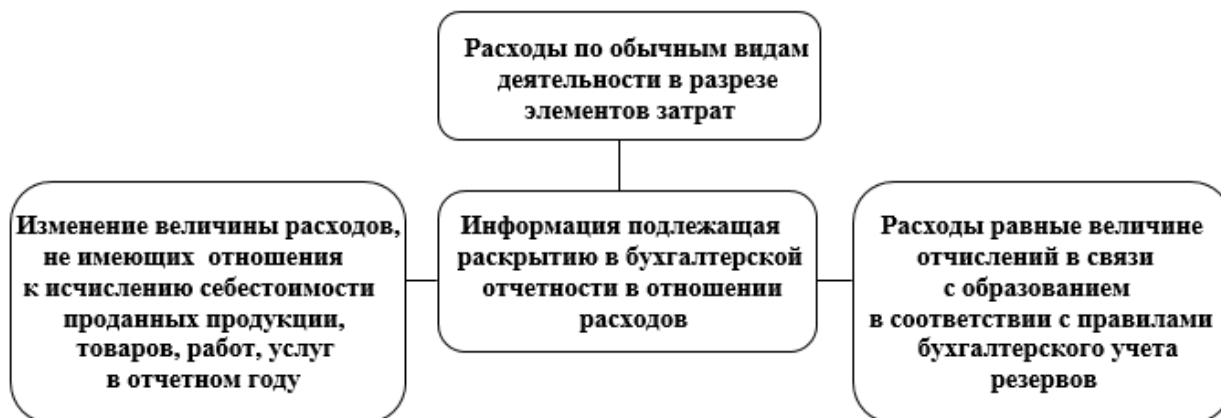 Расходы по обычным видам
деятельности в разрезе
элементов затрат
Изменение величины расходов,
не имеющих отношения
к исчислению себестоимости
проданных продукции,
товаров, работ, услуг
в отчетном году
Информация подлежащая
раскрытию в бухгалтерской
отчетности в отношении
расходов
Расходы равные величине
отчислений в связи
с образованием
в соответствии с правилами
бухгалтерского учета
резервов